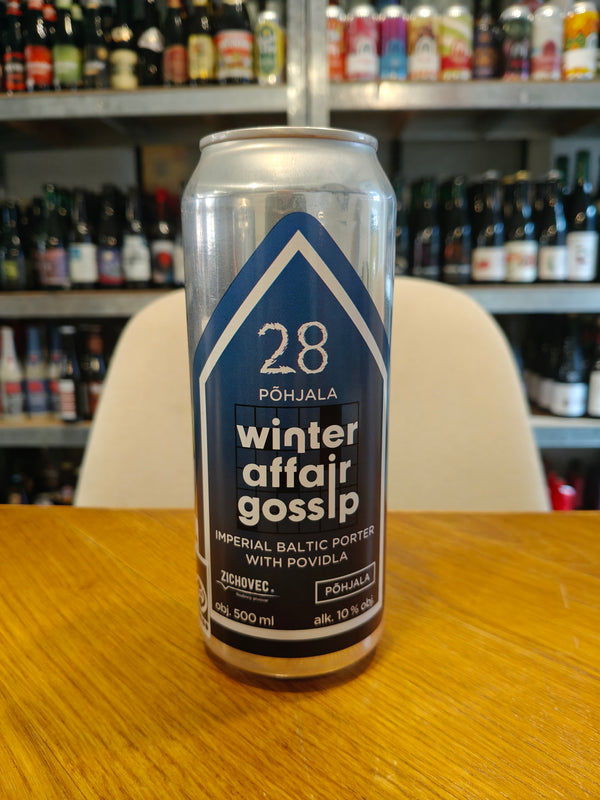 28
PÕHJALA
winter
affair
gossip
IMPERIAL BALTIC PORTER
WITH POVIDLA
ZICHOVEC
PÕHJALA
obj. 500 ml
alk. 10 % obj.